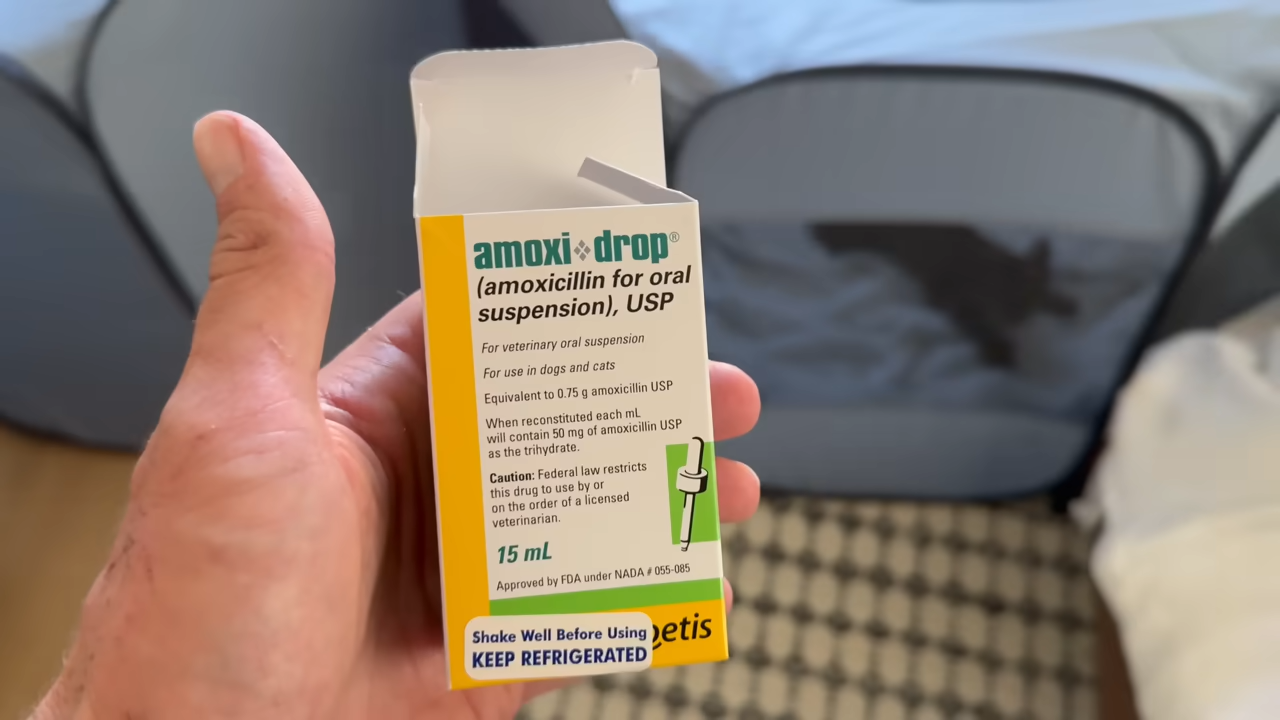 amoxi drop®
(amoxicillin for oral
suspension), USP
For veterinary oral suspension
For use in dogs and cats
Equivalent to 0.75 g amoxicillin USP
When reconstituted each mL
will contain 50 mg of amoxicillin USP
as the trihydrate.
Caution: Federal law restricts
this drug to use by or
on the order of a licensed
veterinarian.
15 mL
Approved by FDA under NADA # 055-085
etis
Shake Well Before Using
KEEP REFRIGERATED